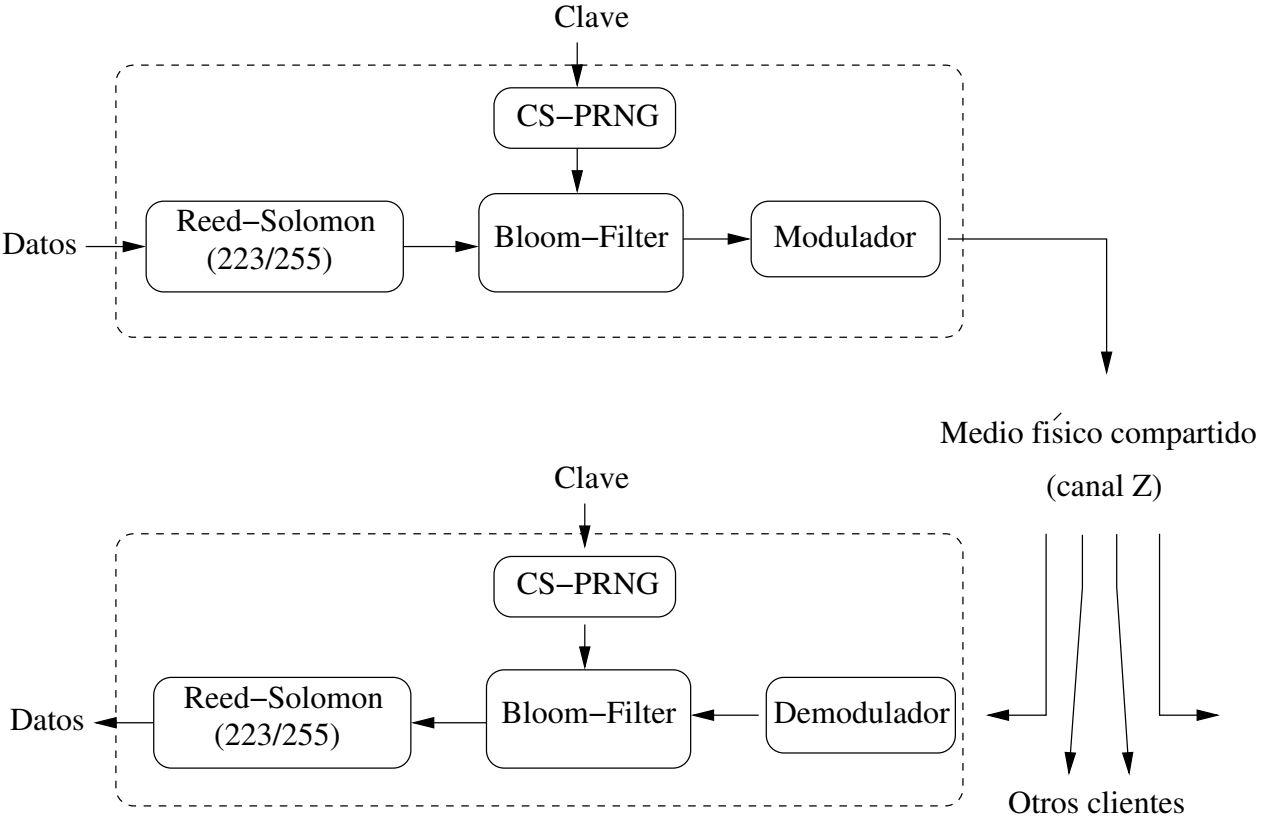 Clave
CS−PRNG
Datos
Reed−Solomon
(223/255)
Bloom−Filter
Modulador
Medio físico compartido
(canal Z)
Clave
CS−PRNG
Datos
Reed−Solomon
(223/255)
Bloom−Filter
Demodulador
Otros clientes